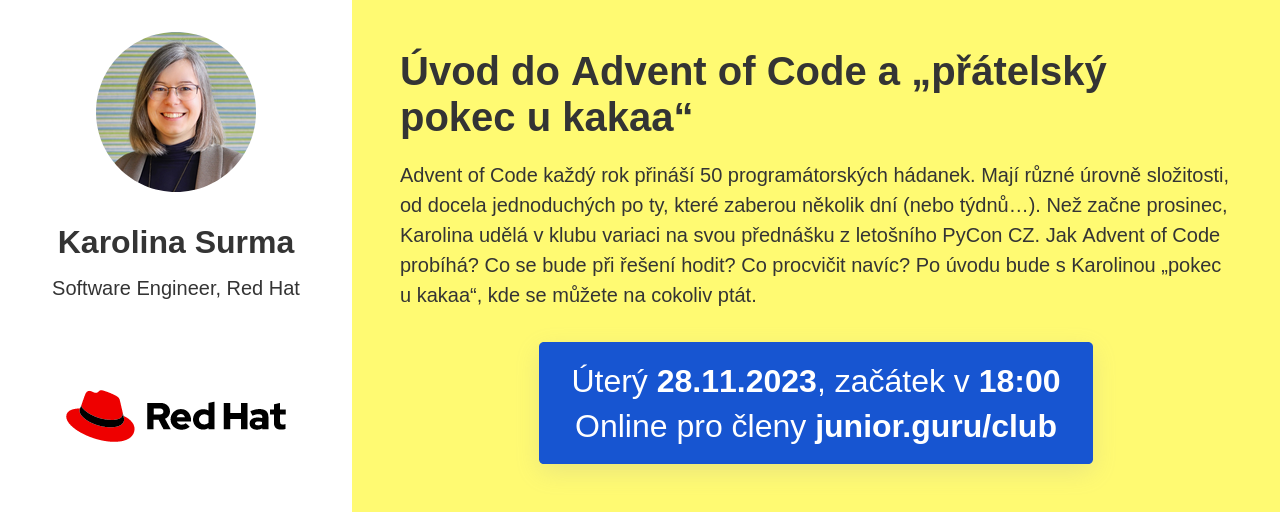 Karolina Surma
Software Engineer, Red Hat
Red Hat
Úvod do Advent of Code a „přátelský
pokec u kakaa“
Advent of Code každý rok přináší 50 programátorských hádanek. Mají různé úrovně složitosti,
od docela jednoduchých po ty, které zaberou několik dní (nebo týdnů…). Než začne prosinec,
Karolina udělá v klubu variaci na svou přednášku z letošního PyCon CZ. Jak Advent of Code
probíhá? Co se bude při řešení hodit? Co procvičit navíc? Po úvodu bude s Karolinou „pokec
u kakaa“, kde se můžete na cokoliv ptát.
Úterý 28.11.2023, začátek v 18:00
Online pro členy junior.guru/club